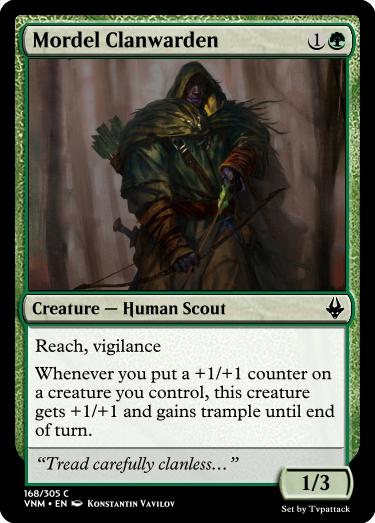 Mordel Clanwarden 1
Creature — Human Scout
Reach, vigilance
Whenever you put a +1/+1 counter on
a creature you control, this creature
gets +1/+1 and gains trample until end
of turn.
“Tread carefully clanless...”
1/3
168/305 C
VNM • EN Konstantin Vavilov
Set by Tvpattack